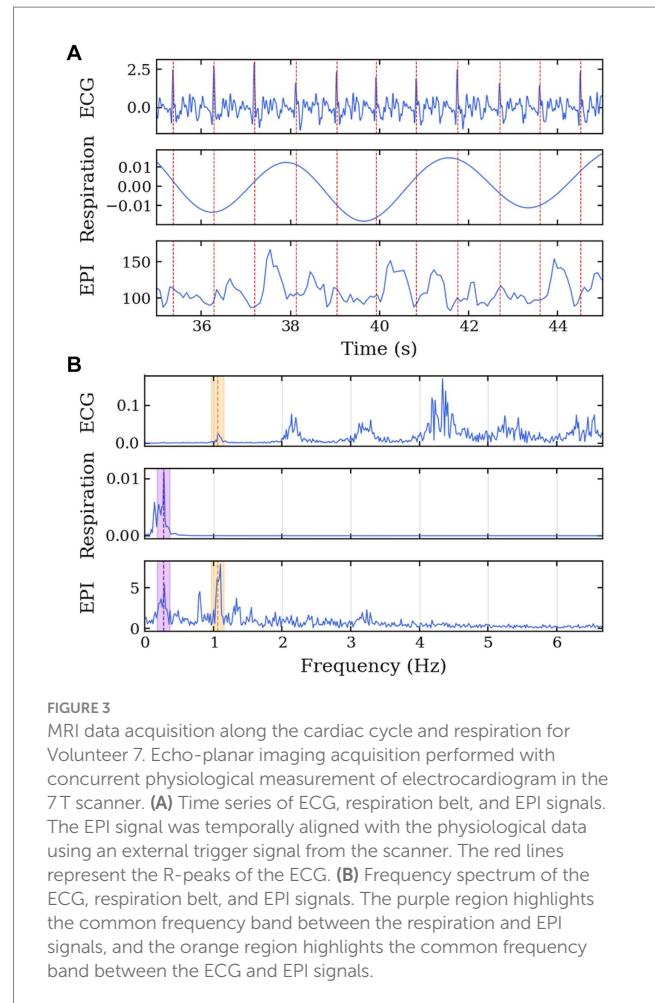 A
ECG
2.5
0.0
Respiration
0.01
0.00
−0.01
EPI
150
100
36 38 40 42 44
Time (s)
B
ECG
0.1
0.0
Respiration
0.01
0.00
EPI
5
0
0 1 2 3 4 5 6
Frequency (Hz)
FIGURE 3
MRI data acquisition along the cardiac cycle and respiration for
Volunteer 7. Echo-planar imaging acquisition performed with
concurrent physiological measurement of electrocardiogram in the
7 T scanner. (A) Time series of ECG, respiration belt, and EPI signals.
The EPI signal was temporally aligned with the physiological data
using an external trigger signal from the scanner. The red lines
represent the R-peaks of the ECG. (B) Frequency spectrum of the
ECG, respiration belt, and EPI signals. The purple region highlights
the common frequency band between the respiration and EPI
signals, and the orange region highlights the common frequency
band between the ECG and EPI signals.